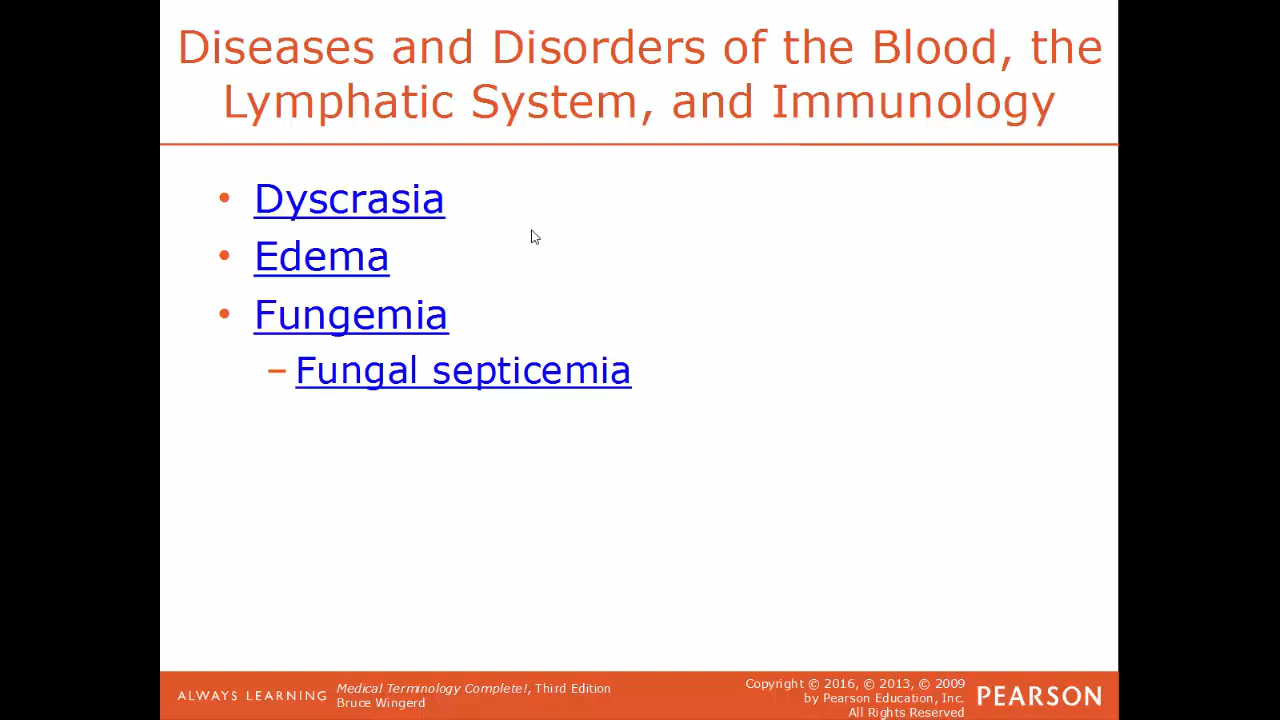 Diseases and Disorders of the Blood, the
Lymphatic System, and Immunology
• Dyscrasia
• Edema
• Fungemia
– Fungal septicemia
ALWAYS LEARNING
Medical Terminology Complete!, Third Edition
Bruce Wingerd
Copyright © 2016, © 2013, © 2009
by Pearson Education, Inc.
All Rights Reserved
PEARSON